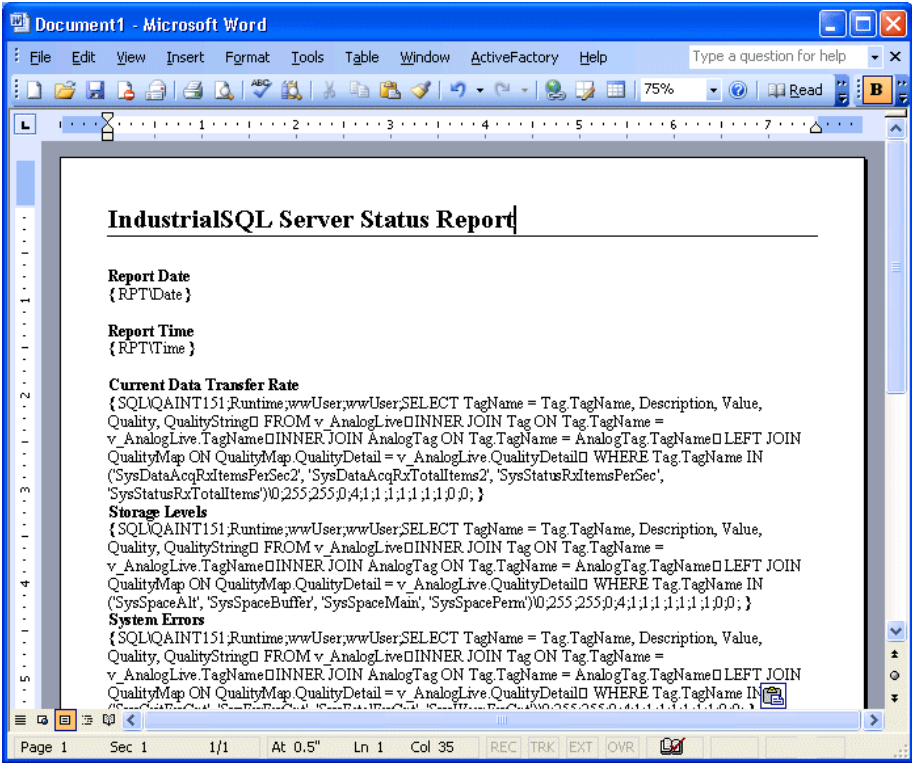 Document1 - Microsoft Word
File Edit View Insert Format Tools Table Window ActiveFactory Help Type a question for help
75% Read B
1 2 3 4 5 6 7
IndustrialSQL Server Status Report
Report Date
{ RPT\Date }
Report Time
{ RPT\Time }
Current Data Transfer Rate
{ SQL\QAINT151;Runtime;wwUser;wwUser;SELECT TagName = Tag.TagName, Description, Value,
Quality, QualityString▯ FROM v_AnalogLive▯INNER JOIN Tag ON Tag.TagName =
v_AnalogLive.TagName▯INNER JOIN AnalogTag ON Tag.TagName = AnalogTag.TagName▯ LEFT JOIN
QualityMap ON QualityMap.QualityDetail = v_AnalogLive.QualityDetail▯ WHERE Tag.TagName IN
('SysDataAcqRxItemsPerSec2', 'SysDataAcqRxTotalItems2', 'SysStatusRxItemsPerSec',
'SysStatusRxTotalItems')\0;255;255;0;4;1;1;1;1;1;1;1;0;0; }
Storage Levels
{ SQL\QAINT151;Runtime;wwUser;wwUser;SELECT TagName = Tag.TagName, Description, Value,
Quality, QualityString▯ FROM v_AnalogLive▯INNER JOIN Tag ON Tag.TagName =
v_AnalogLive.TagName▯INNER JOIN AnalogTag ON Tag.TagName = AnalogTag.TagName▯ LEFT JOIN
QualityMap ON QualityMap.QualityDetail = v_AnalogLive.QualityDetail▯ WHERE Tag.TagName IN
('SysSpaceAlt', 'SysSpaceBuffer', 'SysSpaceMain', 'SysSpacePerm')\0;255;255;0;4;1;1;1;1;1;1;1;0;0; }
System Errors
{ SQL\QAINT151;Runtime;wwUser;wwUser;SELECT TagName = Tag.TagName, Description, Value,
Quality, QualityString▯ FROM v_AnalogLive▯INNER JOIN Tag ON Tag.TagName =
v_AnalogLive.TagName▯INNER JOIN AnalogTag ON Tag.TagName = AnalogTag.TagName▯ LEFT JOIN
QualityMap ON QualityMap.QualityDetail = v_AnalogLive.QualityDetail▯ WHERE Tag.TagName IN
Page 1 Sec 1 1/1 At 0.5" Ln 1 Col 35 REC TRK EXT OVR